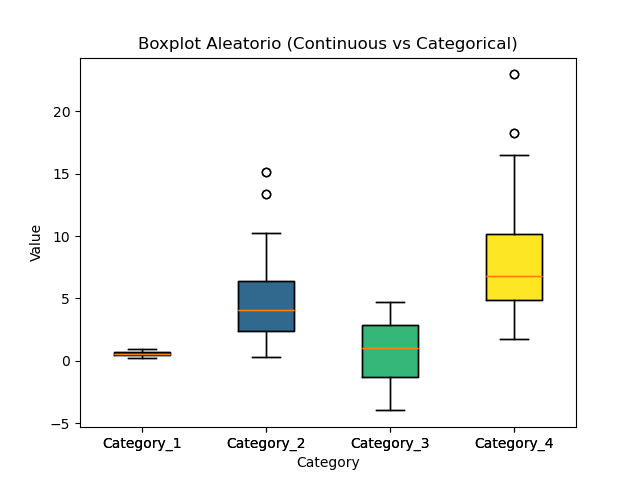 Boxplot Aleatorio (Continuous vs Categorical)
Value
20
15
10
5
0
−5
Category_1 Category_2 Category_3 Category_4
Category